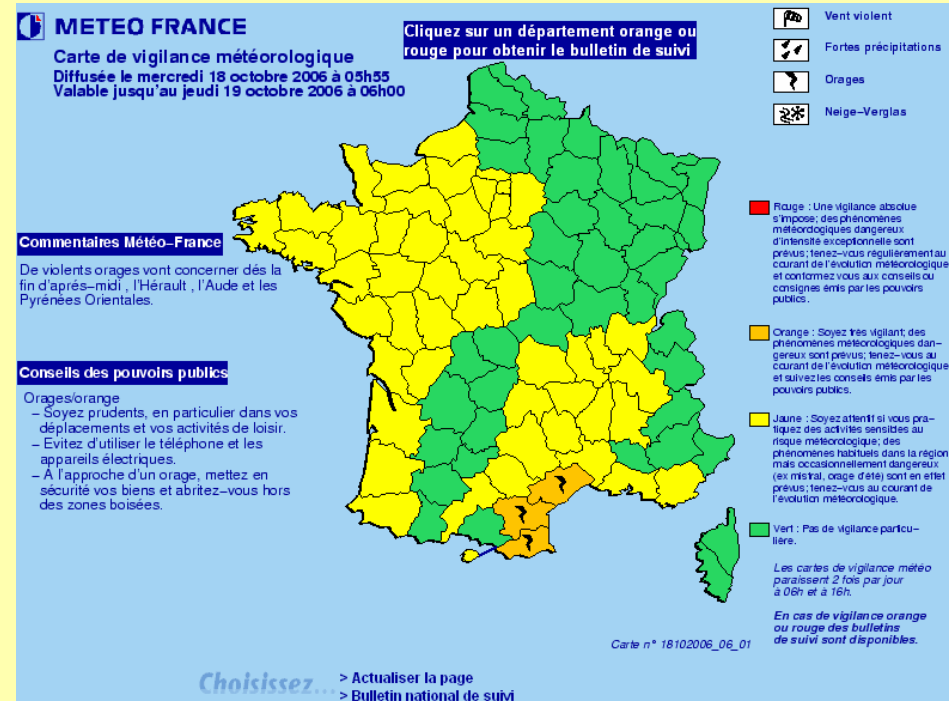 METEO FRANCE
Carte de vigilance météorologique
Diffusée le mercredi 18 octobre 2006 à 05h55
Valable jusqu'au jeudi 19 octobre 2006 à 06h00
Cliquez sur un département orange ou
rouge pour obtenir le bulletin de suivi
Vent violent
Fortes précipitations
Orages
Neige-Verglas
Commentaires Météo-France
De violents orages vont concerner dés la
fin d'aprés-midi , l'Hérault , l'Aude et les
Pyrénées Orientales.
Conseils des pouvoirs publics
Orages/orange
- Soyez prudents, en particulier dans vos
déplacements et vos activités de loisir.
- Evitez d'utiliser le téléphone et les
appareils électriques.
- A l'approche d'un orage, mettez en
sécurité vos biens et abritez-vous hors
des zones boisées.
Rouge : Une vigilance absolue
s'impose; des phénomènes
météorologiques dangereux
d'intensité exceptionnelle sont
prévus; tenez-vous régulièrement au
courant de l'évolution météorologique
et conformez vous aux conseils ou
consignes émis par les pouvoirs
publics.
Orange : Soyez très vigilant; des
phénomènes météorologiques dan-
gereux sont prévus; tenez-vous au
courant de l'évolution météorologique
et suivez les conseils émis par les
pouvoirs publics.
Jaune : Soyez attentif si vous pra-
tiquez des activités sensibles au
risque météorologique; des
phénomènes habituels dans la région
mais occasionnellement dangereux
(ex mistral, orage d'été) sont en effet
prévus; tenez-vous au courant de
l'évolution météorologique.
Vert : Pas de vigilance particu-
lière.
Les cartes de vigilance météo
paraissent 2 fois par jour
à 06h et à 16h.
En cas de vigilance orange
ou rouge des bulletins
de suivi sont disponibles.
Carte n° 18102006_06_01
Choisissez...
> Actualiser la page
> Bulletin national de suivi